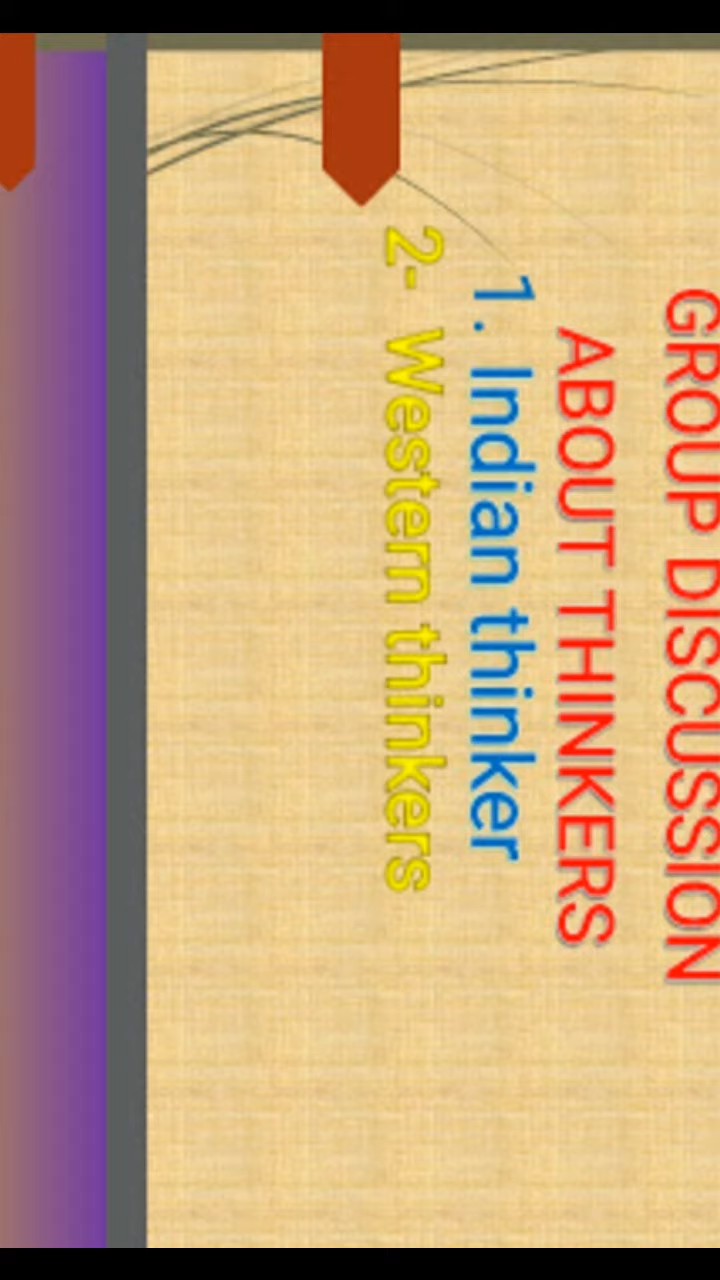 GROUP DISCUSSION
ABOUT THINKERS
1. Indian thinker
2- Western thinkers